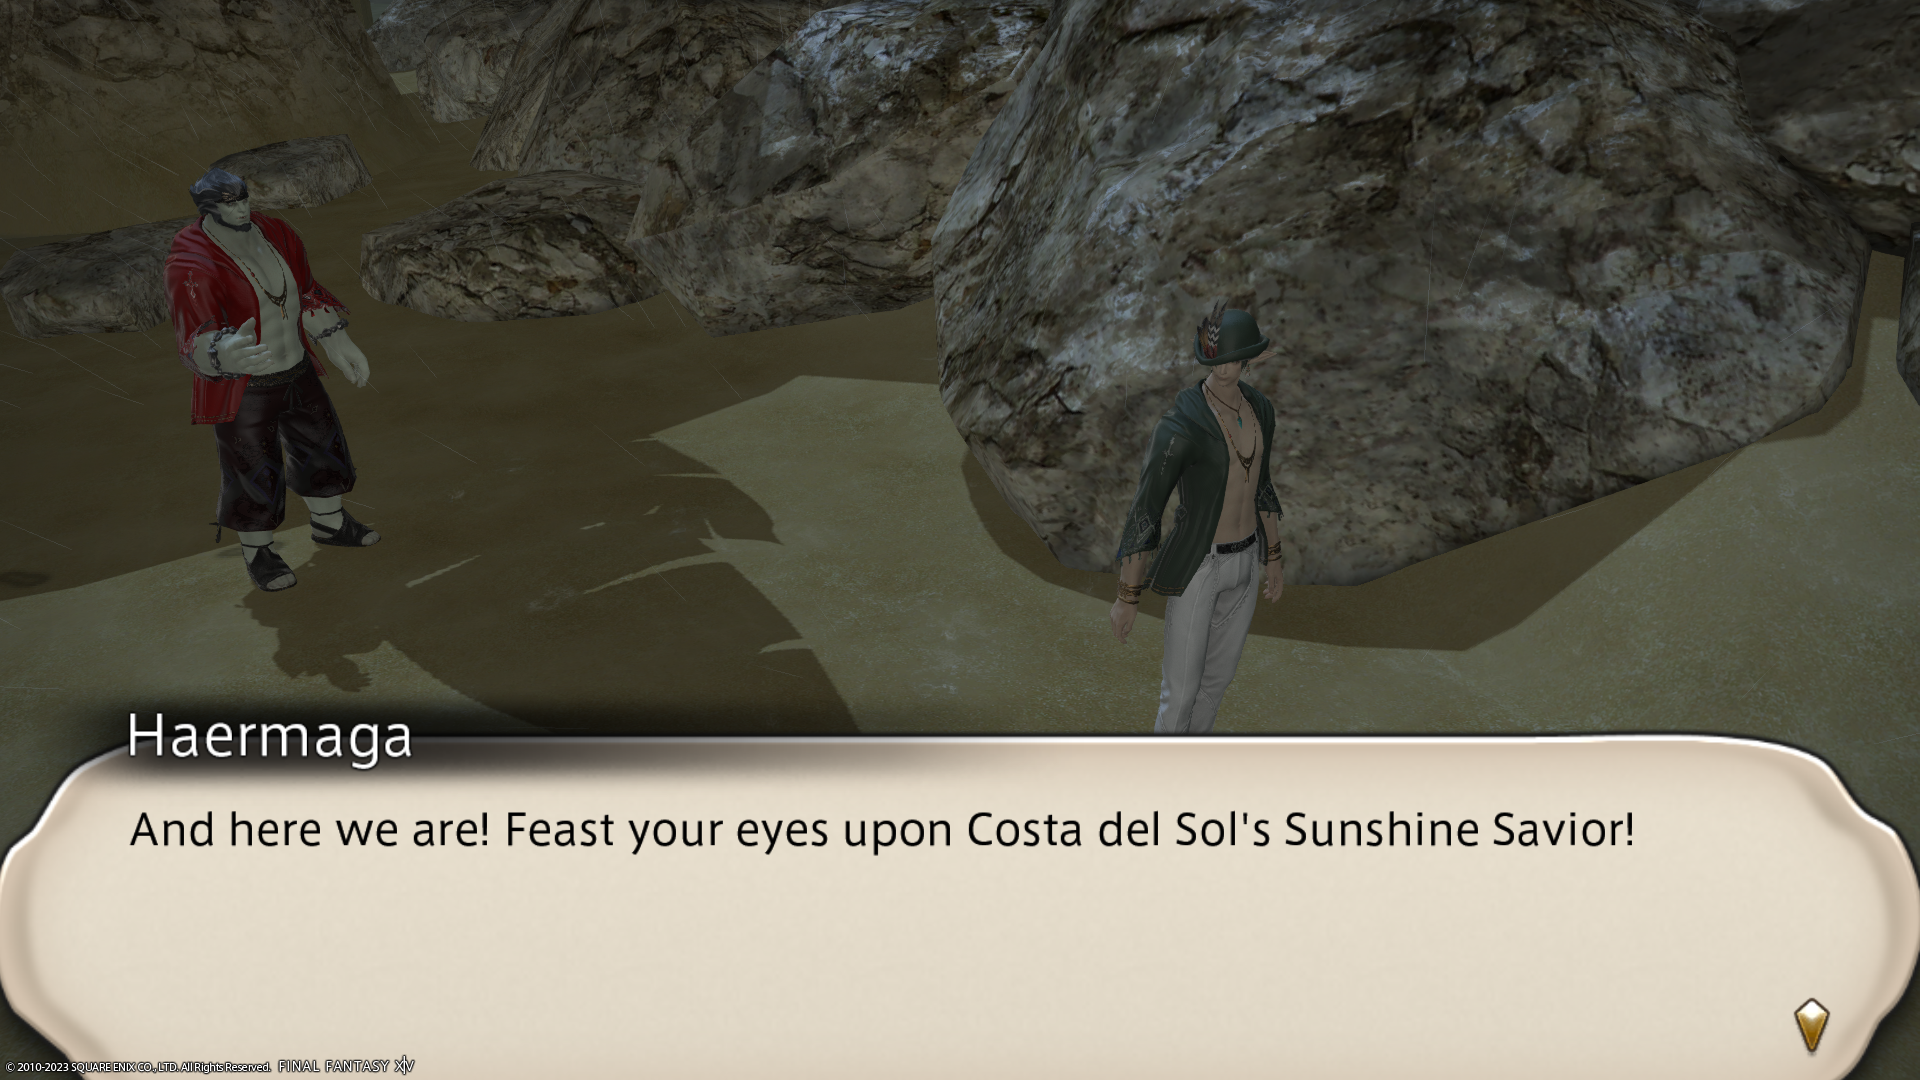 Haermaga
And here we are! Feast your eyes upon Costa del Sol's Sunshine Savior!
© 2010-2023 SQUARE ENIX CO., LTD. All Rights Reserved. FINAL FANTASY XIV